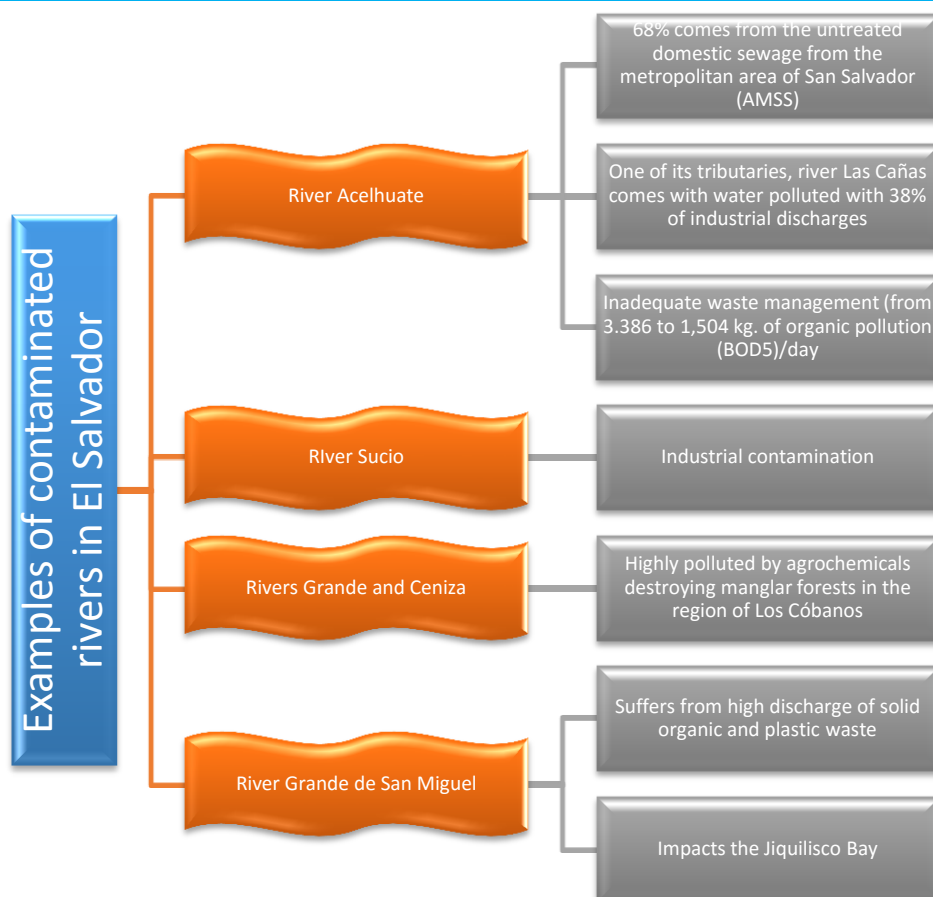 Examples of contaminated
rivers in El Salvador
River Acelhuate
68% comes from the untreated
domestic sewage from the
metropolitan area of San Salvador
(AMSS)
One of its tributaries, river Las Cañas
comes with water polluted with 38%
of industrial discharges
Inadequate waste management (from
3.386 to 1,504 kg. of organic pollution
(BOD5)/day
RIver Sucio
Industrial contamination
Rivers Grande and Ceniza
Highly polluted by agrochemicals
destroying manglar forests in the
region of Los Cóbanos
River Grande de San Miguel
Suffers from high discharge of solid
organic and plastic waste
Impacts the Jiquilisco Bay